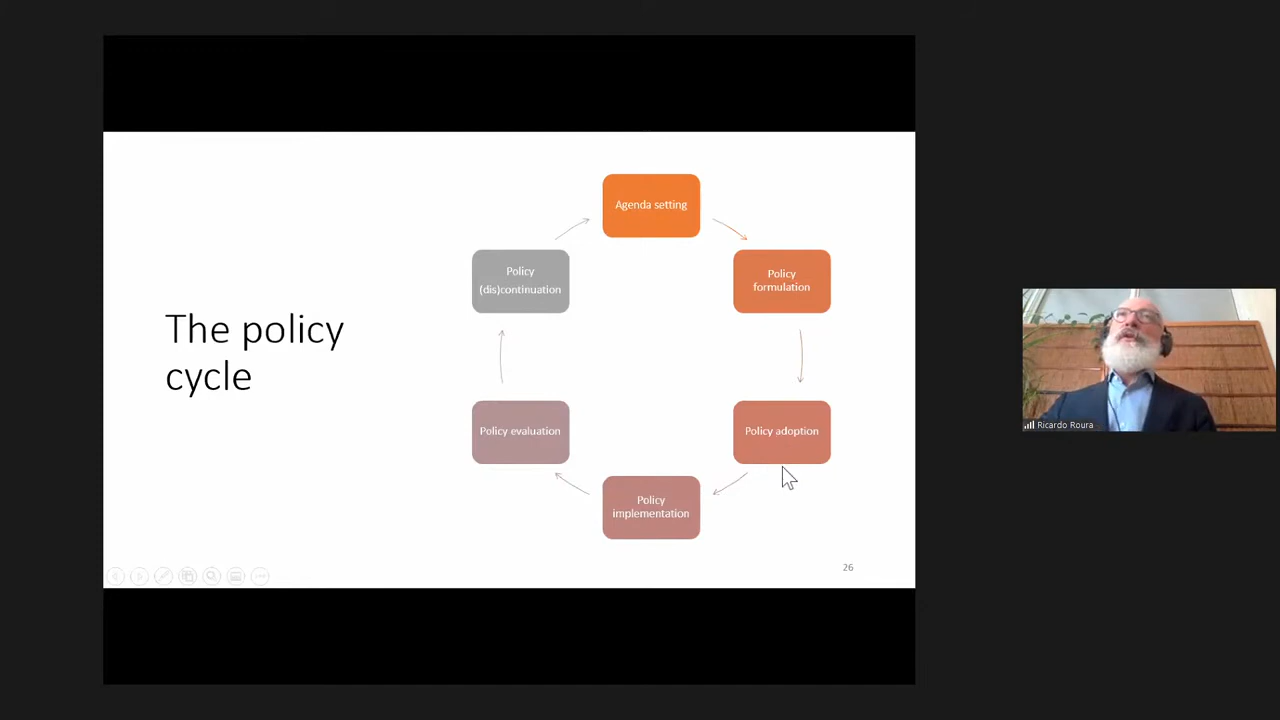 The policy
cycle
Agenda setting
Policy
formulation
Policy adoption
Policy
implementation
Policy evaluation
Policy
(dis)continuation
26
Ricardo Roura